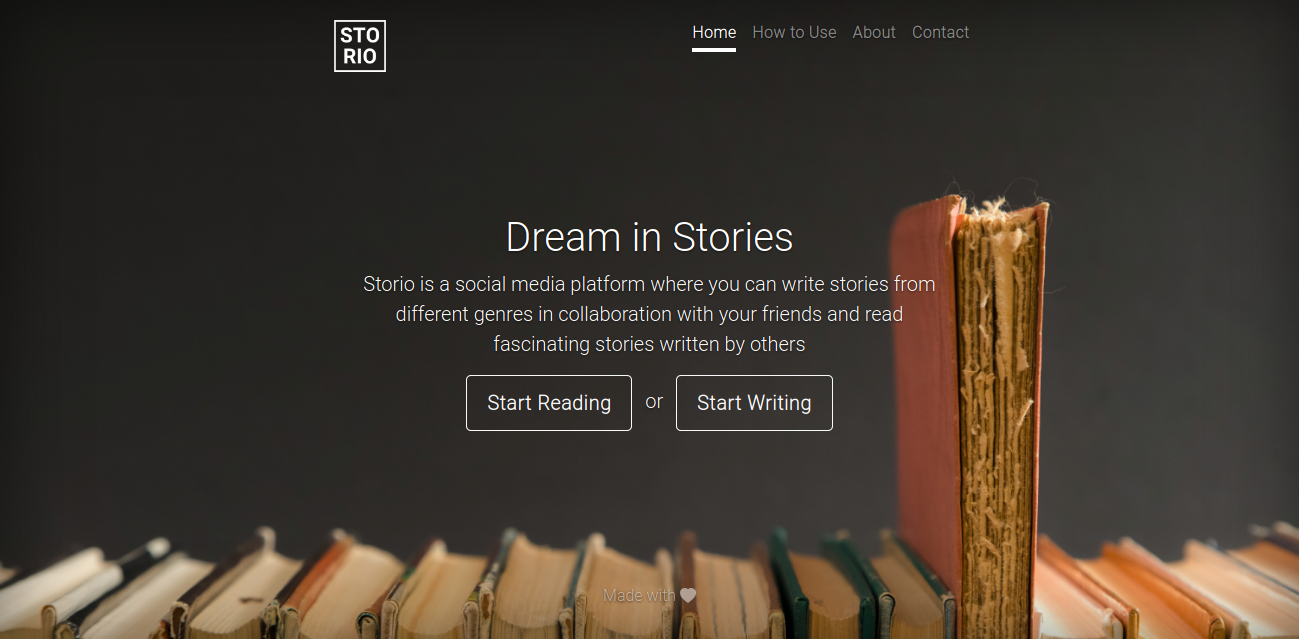 STO
RIO
Home How to Use About Contact
Dream in Stories
Storio is a social media platform where you can write stories from
different genres in collaboration with your friends and read
fascinating stories written by others
Start Reading or Start Writing
Made with